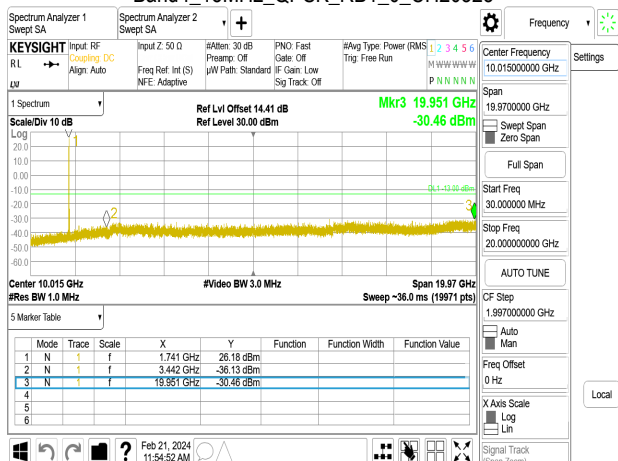 Spectrum Analyzer 1
Swept SA
Spectrum Analyzer 2
Swept SA
Frequency
KEYSIGHT
RL
Input: RF
Coupling: DC
Align: Auto
Input Z: 50 Ω
Freq Ref: Int (S)
NFE: Adaptive
#Atten: 30 dB
Preamp: Off
µW Path: Standard
PNO: Fast
Gate: Off
IF Gain: Low
Sig Track: Off
#Avg Type: Power (RMS
Trig: Free Run
1 2 3 4 5 6
M W W W W W
P N N N N N
1 Spectrum
Scale/Div 10 dB
Ref Lvl Offset 14.41 dB
Ref Level 30.00 dBm
Mkr3 19.951 GHz
-30.46 dBm
Log
20.0
10.0
0.00
-10.0
-20.0
-30.0
-40.0
-50.0
-60.0
1
2
3
Center 10.015 GHz
#Res BW 1.0 MHz
#Video BW 3.0 MHz
Span 19.97 GHz
Sweep ~36.0 ms (19971 pts)
5 Marker Table
Mode Trace Scale X Y Function Function Width Function Value
1 N 1 f 1.741 GHz 26.18 dBm
2 N 1 f 3.442 GHz -36.13 dBm
3 N 1 f 19.951 GHz -30.46 dBm
4
5
6
Feb 21, 2024
11:54:52 AM
Center Frequency
10.015000000 GHz
Span
19.9700000 GHz
Swept Span
Zero Span
Full Span
Start Freq
30.000000 MHz
Stop Freq
20.000000000 GHz
AUTO TUNE
CF Step
1.997000000 GHz
Auto
Man
Freq Offset
0 Hz
X Axis Scale
Log
Lin
Signal Track
Settings
Local